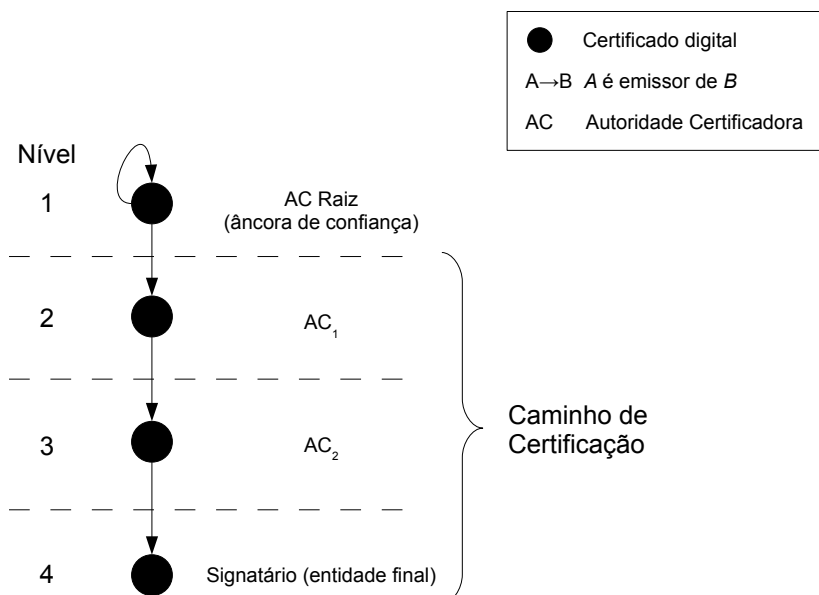 Certificado digital
A→B A é emissor de B
AC Autoridade Certificadora
Nível
1
AC Raiz
(âncora de confiança)
2
AC1
3
AC2
Caminho de
Certificação
4
Signatário (entidade final)